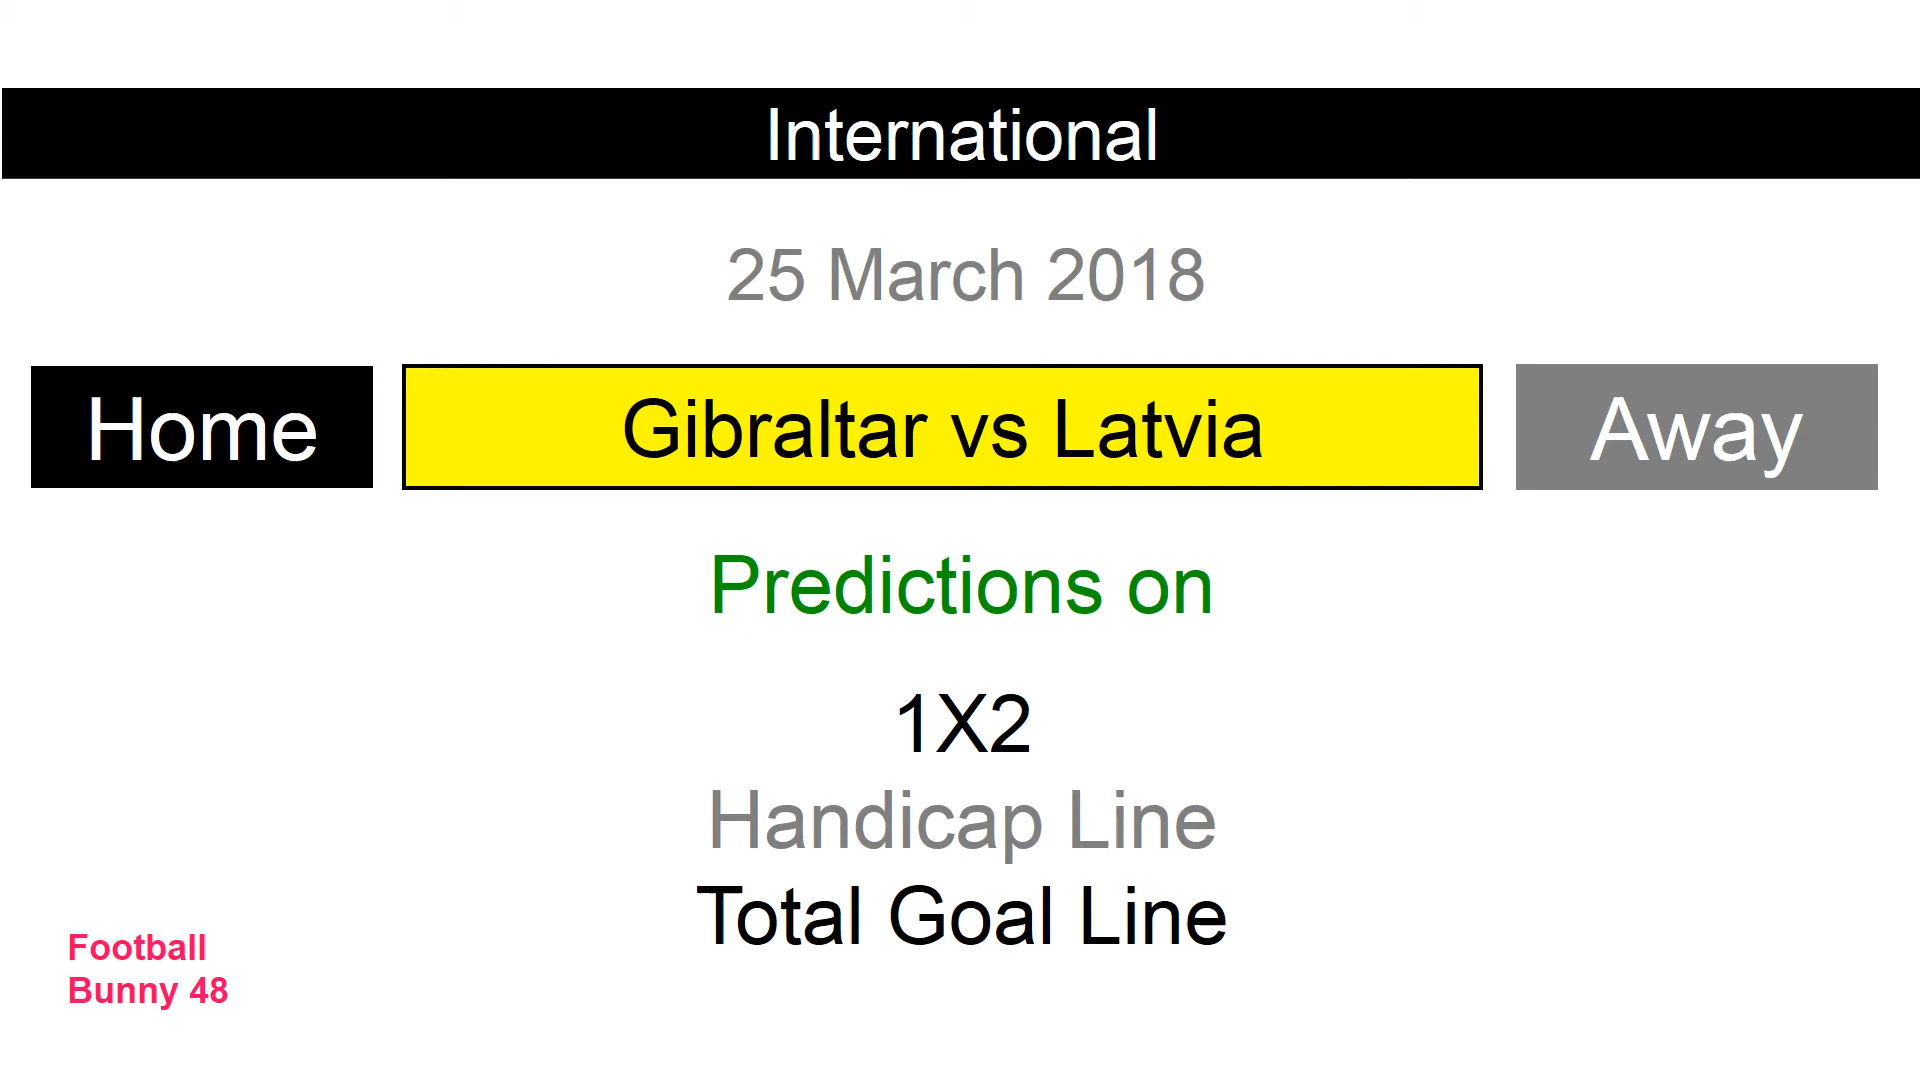 International
25 March 2018
Home
Gibraltar vs Latvia
Away
Predictions on
1X2
Handicap Line
Total Goal Line
Football
Bunny 48